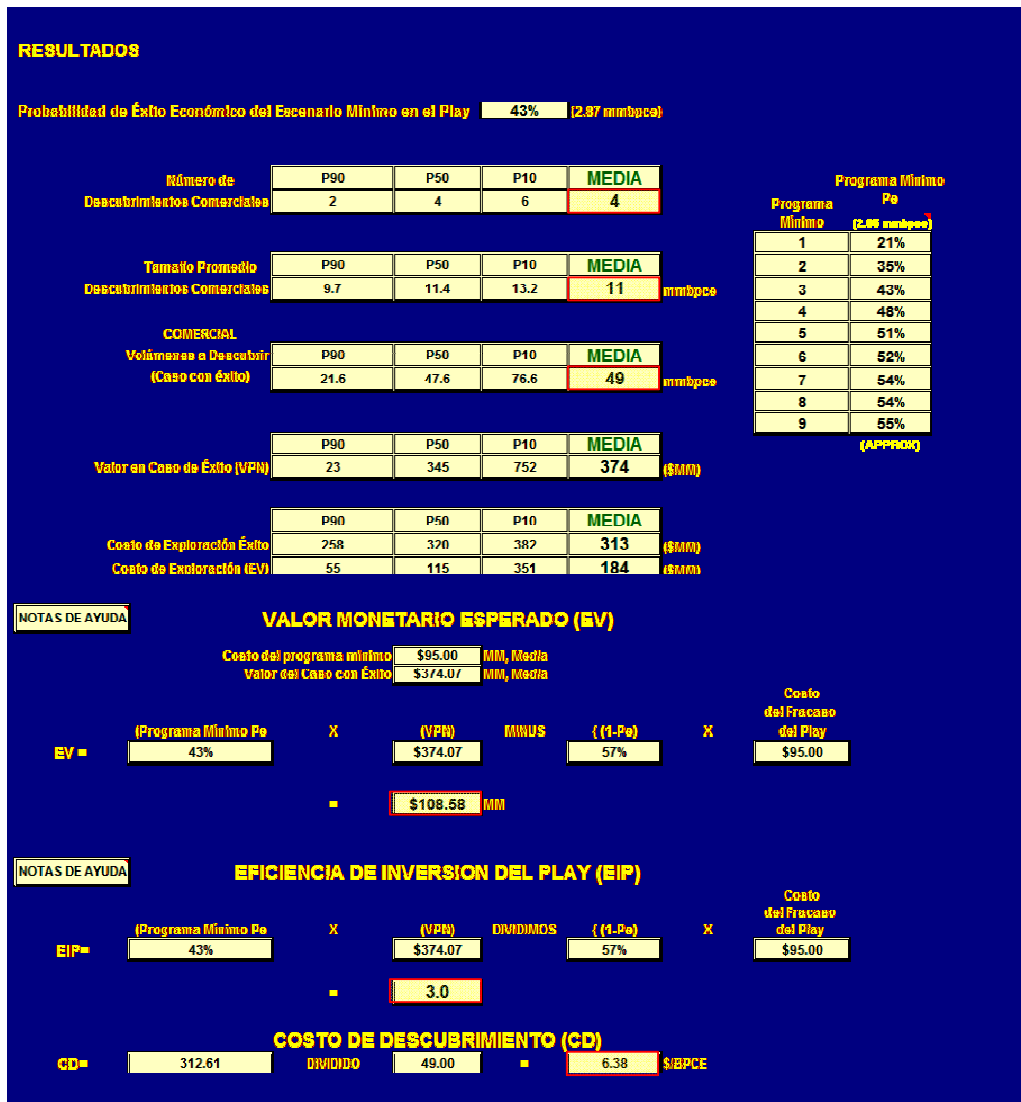 RESULTADOS
Probabilidad de Éxito Económico del Escenario Mínimo en el Play 43% (2.87 mmbpce)
Número de P90 P50 P10 MEDIA
Descubrimientos Comerciales 2 4 6 4
Programa Mínimo
Pe
Programa
Mínimo (2.86 mmbpce)
1 21%
2 35%
3 43%
4 48%
5 51%
6 52%
7 54%
8 54%
9 55%
(APPROX)
Tamaño Promedio P90 P50 P10 MEDIA
Descubrimientos Comerciales 9.7 11.4 13.2 11 mmbpce
COMERCIAL
Volúmenes a Descubrir P90 P50 P10 MEDIA
(Caso con éxito) 21.6 47.6 76.6 49 mmbpce
P90 P50 P10 MEDIA
Valor en Caso de Éxito (VPN) 23 345 752 374 ($MM)
P90 P50 P10 MEDIA
Costo de Exploración Éxito 258 320 382 313 ($MM)
Costo de Exploración (EV) 55 115 351 184 ($MM)
NOTAS DE AYUDA VALOR MONETARIO ESPERADO (EV)
Costo del programa mínimo $95.00 MM, Media
Valor del Caso con Éxito $374.07 MM, Media
Costo
del Fracaso
(Programa Mínimo Pe X (VPN) MINUS { (1-Pe) X del Play
EV = 43% $374.07 57% $95.00
= $108.58 MM
NOTAS DE AYUDA EFICIENCIA DE INVERSION DEL PLAY (EIP)
Costo
del Fracaso
(Programa Mínimo Pe X (VPN) DIVIDIMOS { (1-Pe) X del Play
EIP= 43% $374.07 57% $95.00
= 3.0
COSTO DE DESCUBRIMIENTO (CD)
CD= 312.61 DIVIDIDO 49.00 = 6.38 $/BPCE